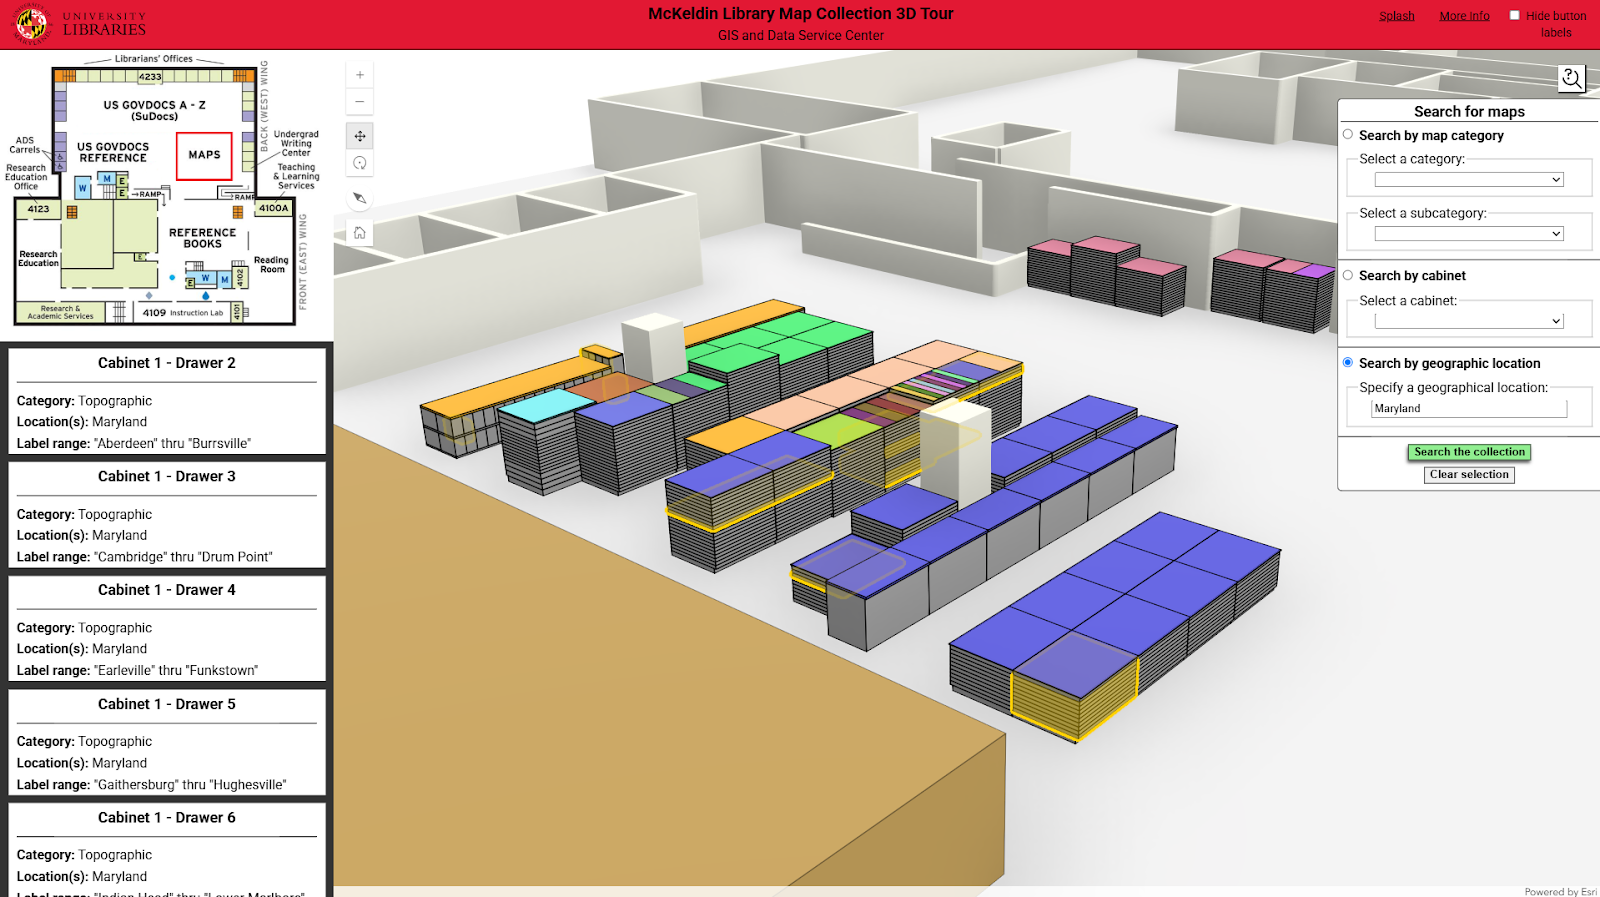 UNIVERSITY
LIBRARIES
McKeldin Library Map Collection 3D Tour
GIS and Data Service Center
Splash
More Info
Hide button
labels
Librarians' Offices
4233
US GOVDOCS A - Z
(SuDocs)
BACK (WEST) WING
ADS
Carrels
US GOVDOCS
REFERENCE
MAPS
Undergrad
Writing
Center
Research
Education
Office
Teaching
& Learning
Services
W
M
E
E
RAMP
RAMP
4123
4100A
REFERENCE
BOOKS
Research
Education
E
Reading
Room
FRONT (EAST) WING
E
W
M
4102
Research &
Academic Services
4109 Instruction Lab
4101
Cabinet 1 - Drawer 2
Category: Topographic
Location(s): Maryland
Label range: "Aberdeen" thru "Burrsville"
Cabinet 1 - Drawer 3
Category: Topographic
Location(s): Maryland
Label range: "Cambridge" thru "Drum Point"
Cabinet 1 - Drawer 4
Category: Topographic
Location(s): Maryland
Label range: "Earleville" thru "Funkstown"
Cabinet 1 - Drawer 5
Category: Topographic
Location(s): Maryland
Label range: "Gaithersburg" thru "Hughesville"
Cabinet 1 - Drawer 6
Category: Topographic
Location(s): Maryland
Label range: "Indian Head" thru "Lower Marlboro"
Search for maps
Search by map category
Select a category:
Select a subcategory:
Search by cabinet
Select a cabinet:
Search by geographic location
Specify a geographical location:
Maryland
Search the collection
Clear selection
Powered by Esri